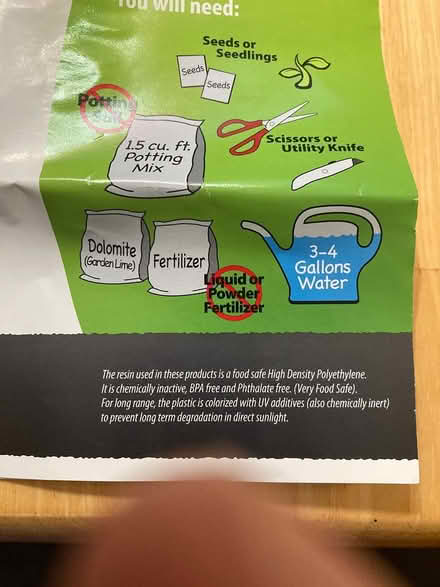 You will need:
Seeds or
Seedlings
Seeds
Seeds
Potting
Soil
1.5 cu. ft.
Potting
Mix
Scissors or
Utility Knife
Dolomite
(Garden Lime)
Fertilizer
Liquid or
Powder
Fertilizer
3-4
Gallons
Water
The resin used in these products is a food safe High Density Polyethylene.
It is chemically inactive, BPA free and Phthalate free. (Very Food Safe).
For long range, the plastic is colorized with UV additives (also chemically inert)
to prevent long term degradation in direct sunlight.